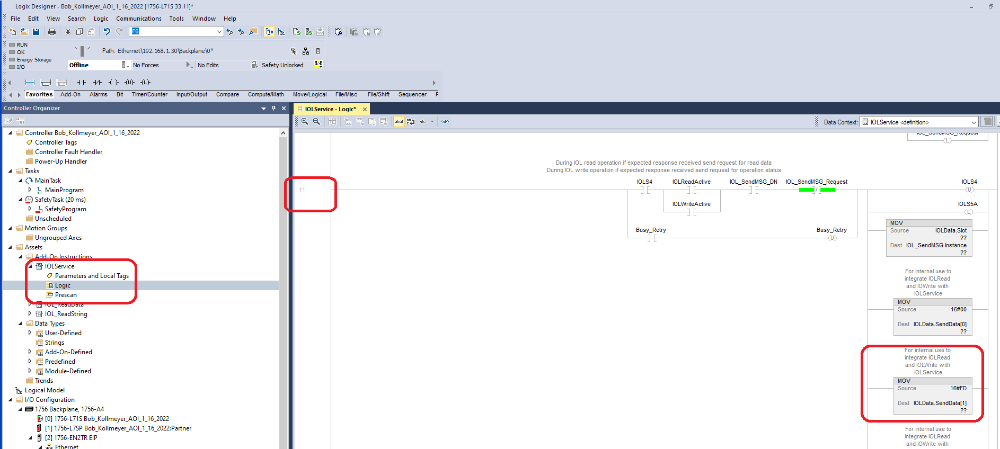 Logix Designer - Bob_Kollmeyer_AOI_1_16_2022 [1756-L71S 33.11]*
File Edit View Search Logic Communications Tools Window Help
F6
RUN
OK
Energy Storage
I/O
Path: Ethernet\192.168.1.30\Backplane\0*
Offline No Forces No Edits Safety Unlocked
Favorites Add-On Alarms Bit Timer/Counter Input/Output Compare Compute/Math Move/Logical File/Misc. File/Shift Sequencer
Controller Organizer
Controller Bob_Kollmeyer_AOI_1_16_2022
Controller Tags
Controller Fault Handler
Power-Up Handler
Tasks
MainTask
MainProgram
SafetyTask (20 ms)
SafetyProgram
Unscheduled
Motion Groups
Ungrouped Axes
Assets
Add-On Instructions
IOLService
Parameters and Local Tags
Logic
Prescan
IOL_ReadData
IOL_ReadString
Data Types
User-Defined
Strings
Add-On-Defined
Predefined
Module-Defined
Trends
Logical Model
I/O Configuration
1756 Backplane, 1756-A4
[0] 1756-L71S Bob_Kollmeyer_AOI_1_16_2022
[1] 1756-L7SP Bob_Kollmeyer_AOI_1_16_2022:Partner
[2] 1756-EN2TR EIP
Ethernet
IOLService - Logic*
Data Context: IOLService <definition>
IOL_SendMSG_Request
L
During IOL read operation if expected response received send request for read data
During IOL write operation if expected response received send request for operation status
11
IOLS4 IOLReadActive IOL_SendMSG_DN IOL_SendMSG_Request IOLS4
U
IOLWriteActive IOLS5A
L
Busy_Retry Busy_Retry
U
MOV
Source IOLData.Slot
??
Dest IOL_SendMSG.Instance
??
For internal use to
integrate IOLRead
and IOWrite with
IOLService
MOV
Source 16#00
Dest IOLData.SendData[0]
??
For internal use to
integrate IOLRead
and IOLWrite with
IOLService
MOV
Source 16#FD
Dest IOLData.SendData[1]
??
For internal use to
integrate IOLRead
and IOWrite with